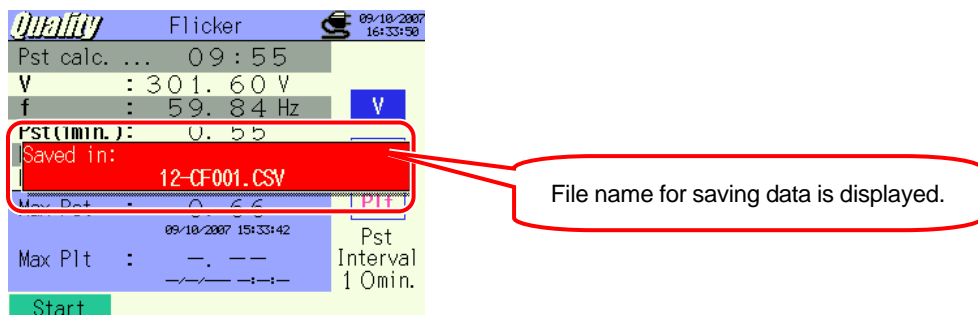 Quality Flicker 09/10/2007
16:33:50
Pst calc. ... 09:55
V : 301.60 V
f : 59.84 Hz
V
Pst(1min.): 0.55
Saved in:
12-CF001.CSV
File name for saving data is displayed.
Max Pst : 0.66
Plt
09/10/2007 15:33:42
Pst
Max Plt : -.-- Interval
--/--/---- --:--:-- 10min.
Start